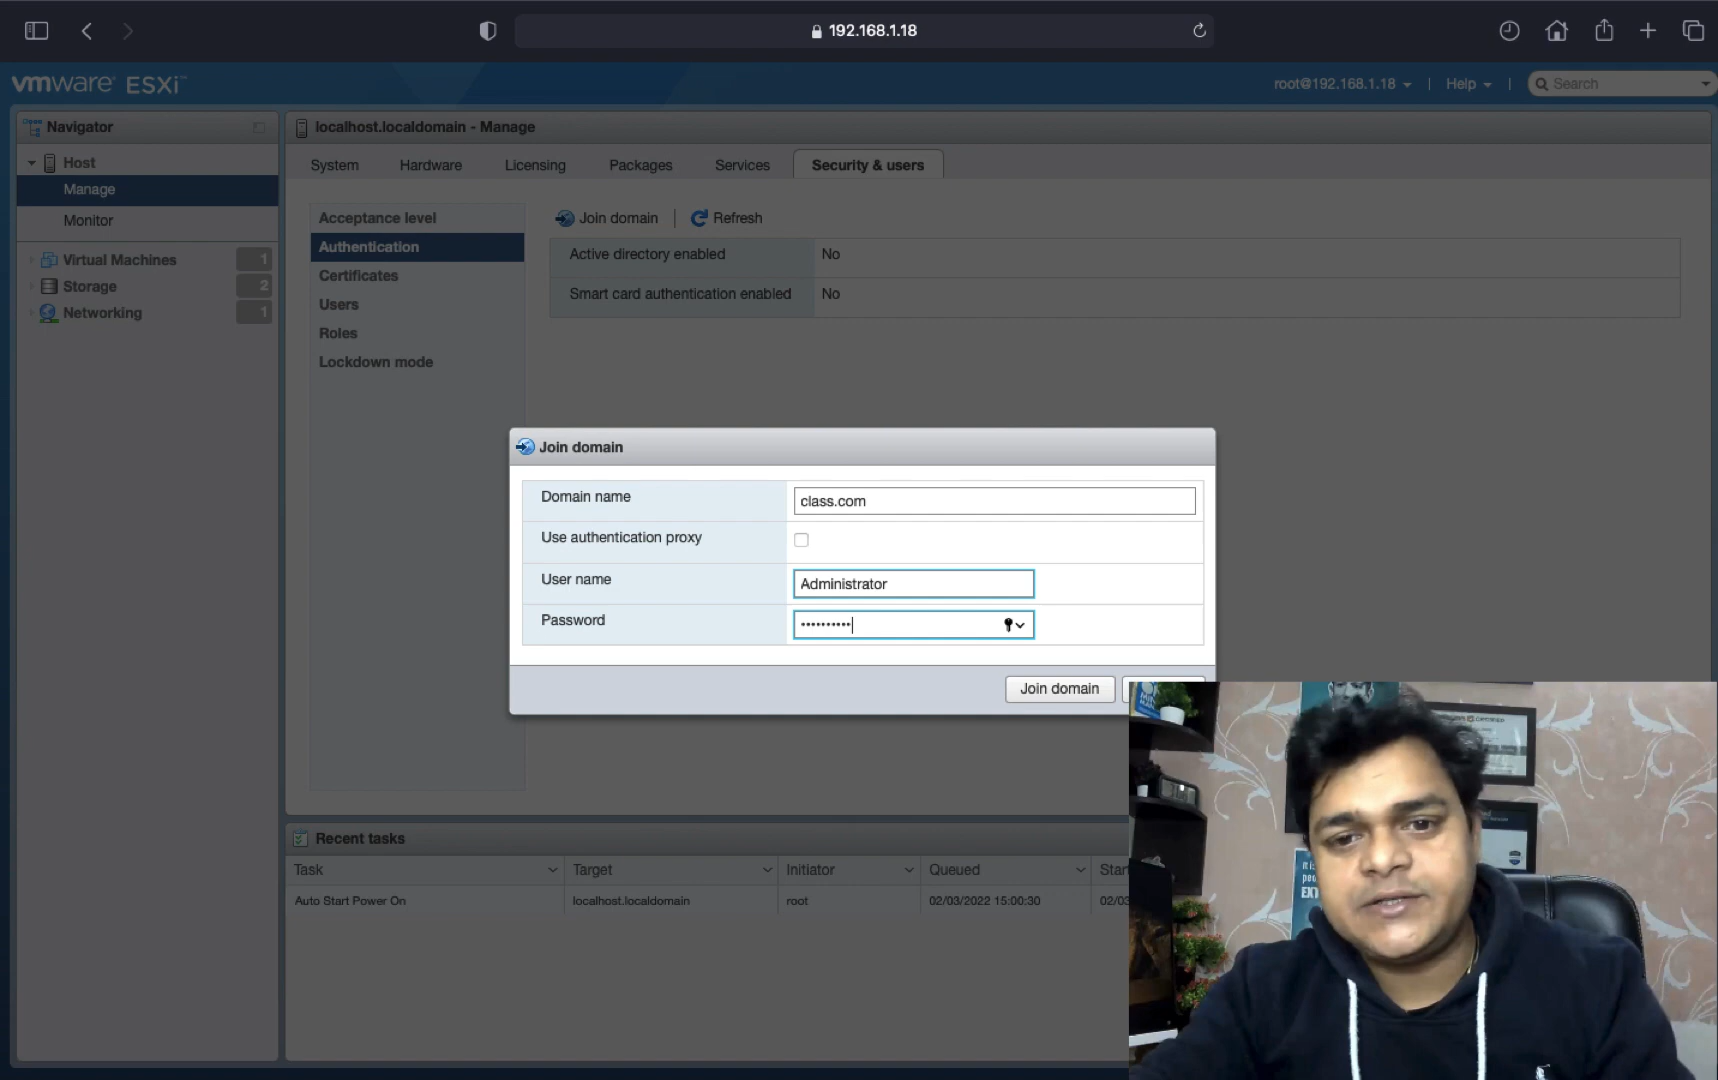 192.168.1.18
vmware ESXi™
root@192.168.1.18
Help
Search
Navigator
Host
Manage
Monitor
Virtual Machines
1
Storage
2
Networking
1
localhost.localdomain - Manage
System
Hardware
Licensing
Packages
Services
Security & users
Acceptance level
Authentication
Certificates
Users
Roles
Lockdown mode
Join domain
Refresh
Active directory enabled
No
Smart card authentication enabled
No
Join domain
Domain name
class.com
Use authentication proxy
User name
Administrator
Password
••••••••••
Join domain
Recent tasks
Task
Target
Initiator
Queued
Star
Auto Start Power On
localhost.localdomain
root
02/03/2022 15:00:30
02/03